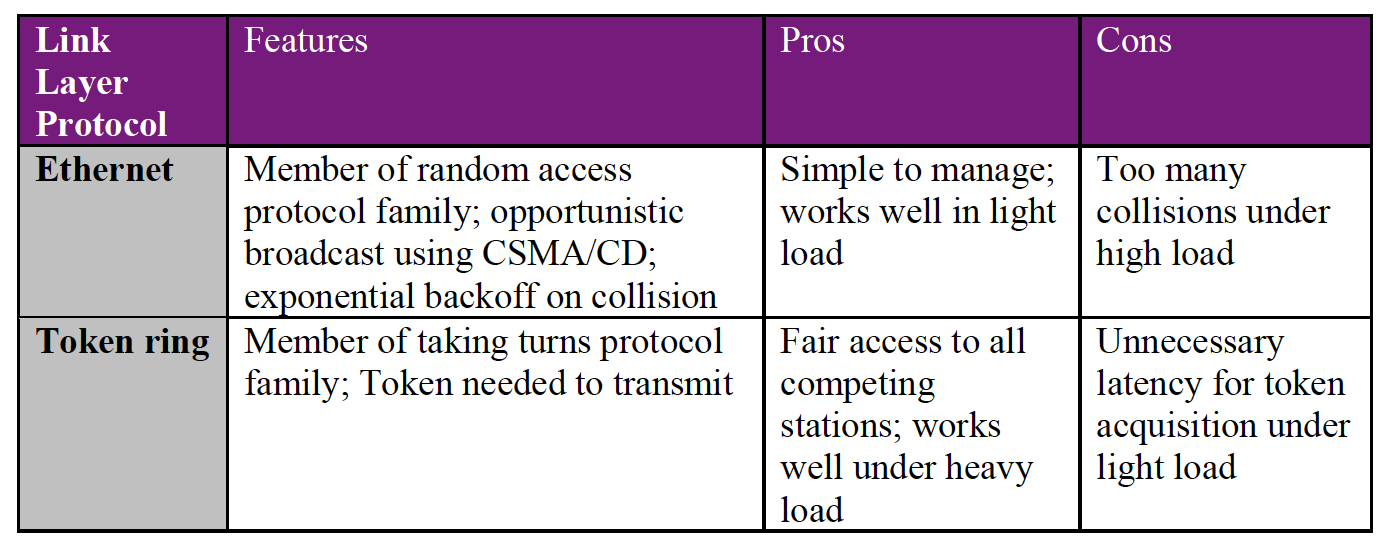 Link
Layer
Protocol
Features
Pros
Cons
Ethernet
Member of random access
protocol family; opportunistic
broadcast using CSMA/CD;
exponential backoff on collision
Simple to manage;
works well in light
load
Too many
collisions under
high load
Token ring
Member of taking turns protocol
family; Token needed to transmit
Fair access to all
competing
stations; works
well under heavy
load
Unnecessary
latency for token
acquisition under
light load